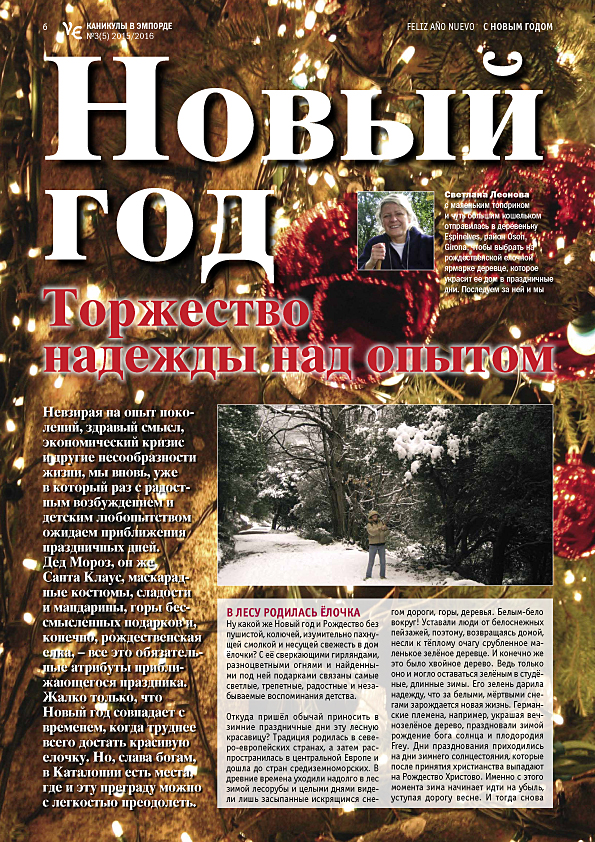 6
КАНИКУЛЫ В ЭМПОРДЕ
№3(5) 2015/2016
FELIZ AÑO NUEVO С НОВЫМ ГОДОМ
с
Новый
год
Светлана Леонова
с маленьким топориком
и чуть большим кошельком
отправилась в деревеньку
Espinelves, район Osoh,
Girona, чтобы выбрать на
рождественской елочной
ярмарке деревце, которое
украсит ее дом в праздничные
дни. Последуем за ней и мы
Торжество
надежды над опытом
Невзирая на опыт поко-
лений, здравый смысл,
экономический кризис
и другие несообразности
жизни, мы вновь, уже
в который раз с радост-
ным возбуждением и
детским любопытством
ожидаем приближения
праздничных дней.
Дед Мороз, он же
Санта Клаус, маскарад-
ные костюмы, сладости
и мандарины, горы бес-
смысленных подарков и,
конечно, рождественская
елка, – все это обязатель-
ные атрибуты прибли-
жающегося праздника.
Жалко только, что
Новый год совпадает с
временем, когда труднее
всего достать красивую
елочку. Но, слава богам,
в Каталонии есть места,
где и эту преграду можно
с легкостью преодолеть.
В ЛЕСУ РОДИЛАСЬ ЁЛОЧКА
Ну какой же Новый год и Рождество без
пушистой, колючей, изумительно пахну-
щей смолкой и несущей свежесть в дом
ёлочки? С её сверкающими гирляндами,
разноцветными огнями и найденны-
ми под ней подарками связаны самые
светлые, трепетные, радостные и неза-
бываемые воспоминания детства.
Откуда пришёл обычай приносить в
зимние праздничные дни эту лесную
красавицу? Традиция родилась в севе-
ро-европейских странах, а затем рас-
пространилась в центральной Европе и
дошла до стран средиземноморских. В
древние времена уходили надолго в лес
зимой лесорубы и целыми днями виде-
ли лишь засыпанные искрящимся сне-
гом дороги, горы, деревья. Белым-бело
вокруг! Уставали люди от белоснежных
пейзажей, поэтому, возвращаясь домой,
несли к тёплому очагу срубленное ма-
ленькое зелёное деревце. И конечно же
это было хвойное дерево. Ведь только
оно и могло оставаться зелёным в студё-
ные, длинные зимы. Его зелень дарила
надежду, что за белыми, мёртвыми сне-
гами зарождается новая жизнь. Герман-
ские племена, например, украшая веч-
нозелёное дерево, праздновали зимой
рождение бога солнца и плодородия
Frey. Дни празднования приходились
на дни зимнего солнцестояния, которые
после принятия христианства выпадают
на Рождество Христово. Именно с этого
момента зима начинает идти на убыль,
уступая дорогу весне. И тогда снова